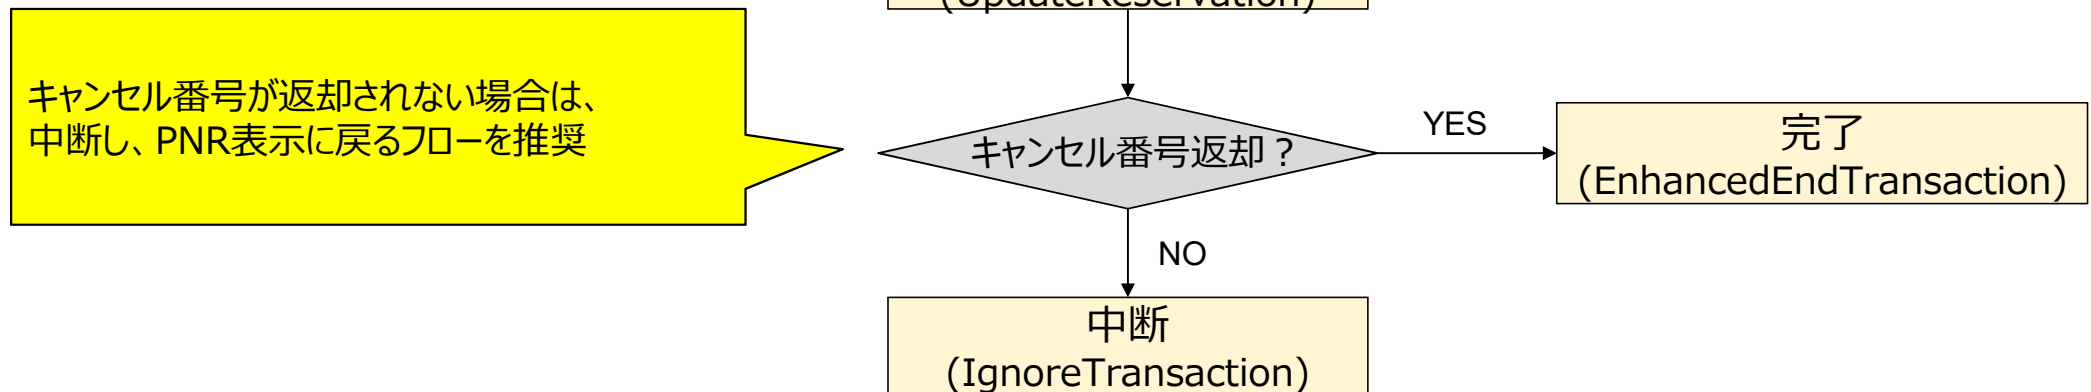 (UpdateReservation)
キャンセル番号が返却されない場合は、
中断し、PNR表示に戻るフローを推奨
キャンセル番号返却？
YES
完了
(EnhancedEndTransaction)
NO
中断
(IgnoreTransaction)